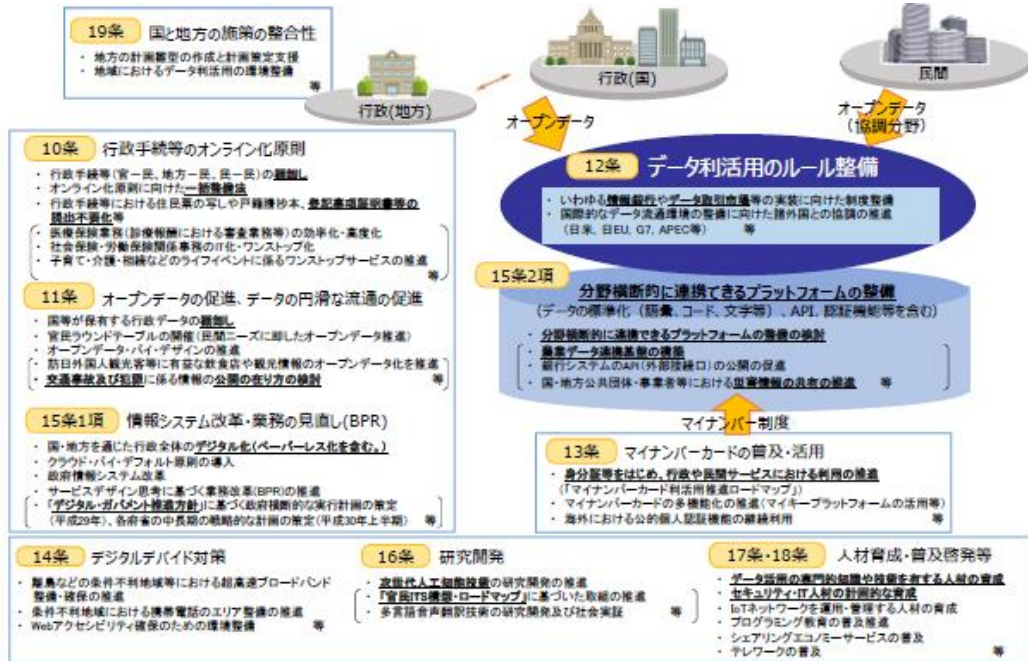 19条 国と地方の施策の整合性
・ 地方の計画雛型の作成と計画策定支援
・ 地域におけるデータ利活用の環境整備
等
行政(地方)
行政(国)
民間
オープンデータ
オープンデータ
(協調分野)
10条 行政手続等のオンライン化原則
・ 行政手続等(官-民、地方-民、民-民)の棚卸し
・ オンライン化原則に向けた一括整備法
・ 行政手続等における住民票の写しや戸籍謄抄本、登記事項証明書等の
提出不要化等
・ 医療保険業務(診療報酬における審査業務等)の効率化・高度化
・ 社会保険・労働保険関係事務のIT化・ワンストップ化
・ 子育て・介護・相続などのライフイベントに係るワンストップサービスの推進
等
11条 オープンデータの促進、データの円滑な流通の促進
・ 国等が保有する行政データの棚卸し
・ 官民ラウンドテーブルの開催(民間ニーズに即したオープンデータ推進)
・ オープンデータ・バイ・デザインの推進
・ 訪日外国人観光客等に有益な飲食店や観光情報のオープンデータ化を推進
・ 交通事故及び犯罪に係る情報の公開の在り方の検討 等
15条1項 情報システム改革・業務の見直し(BPR)
・ 国・地方を通じた行政全体のデジタル化(ペーパーレス化を含む。)
・ クラウド・バイ・デフォルト原則の導入
・ 政府情報システム改革
・ サービスデザイン思考に基づく業務改革(BPR)の推進
・ 「デジタル・ガバメント推進方針」に基づく政府横断的な実行計画の策定
(平成29年)、各府省の中長期の戦略的な計画の策定(平成30年上半期) 等
12条 データ利活用のルール整備
・ いわゆる情報銀行やデータ取引市場等の実装に向けた制度整備
・ 国際的なデータ流通環境の整備に向けた諸外国との協調の推進
(日米, 日EU, G7, APEC等) 等
15条2項
分野横断的に連携できるプラットフォームの整備
(データの標準化(語彙、コード、文字等)、API, 認証機能等を含む)
・ 分野横断的に連携できるプラットフォームの整備の検討
・ 農業データ連携基盤の構築
・ 銀行システムのAPI(外部接続口)の公開の促進
・ 国・地方公共団体・事業者等における災害情報の共有の推進 等
マイナンバー制度
13条 マイナンバーカードの普及・活用
・ 身分証等をはじめ、行政や民間サービスにおける利用の推進
(「マイナンバーカード利活用推進ロードマップ」)
・ マイナンバーカードの多機能化の推進(マイキープラットフォームの活用等)
・ 海外における公的個人認証機能の継続利用 等
14条 デジタルデバイド対策
・ 離島などの条件不利地域等における超高速ブロードバンド
整備・確保の推進
・ 条件不利地域における携帯電話のエリア整備の推進
・ Webアクセシビリティ確保のための環境整備 等
16条 研究開発
・ 次世代人工知能技術の研究開発の推進
・ 「官民ITS構想・ロードマップ」に基づいた取組の推進
・ 多言語音声翻訳技術の研究開発及び社会実証 等
17条・18条 人材育成・普及啓発等
・ データ活用の専門的知識や技術を有する人材の育成
・ セキュリティ・IT人材の計画的な育成
・ IoTネットワークを運用・管理する人材の育成
・ プログラミング教育の普及推進
・ シェアリングエコノミーサービスの普及
・ テレワークの普及 等